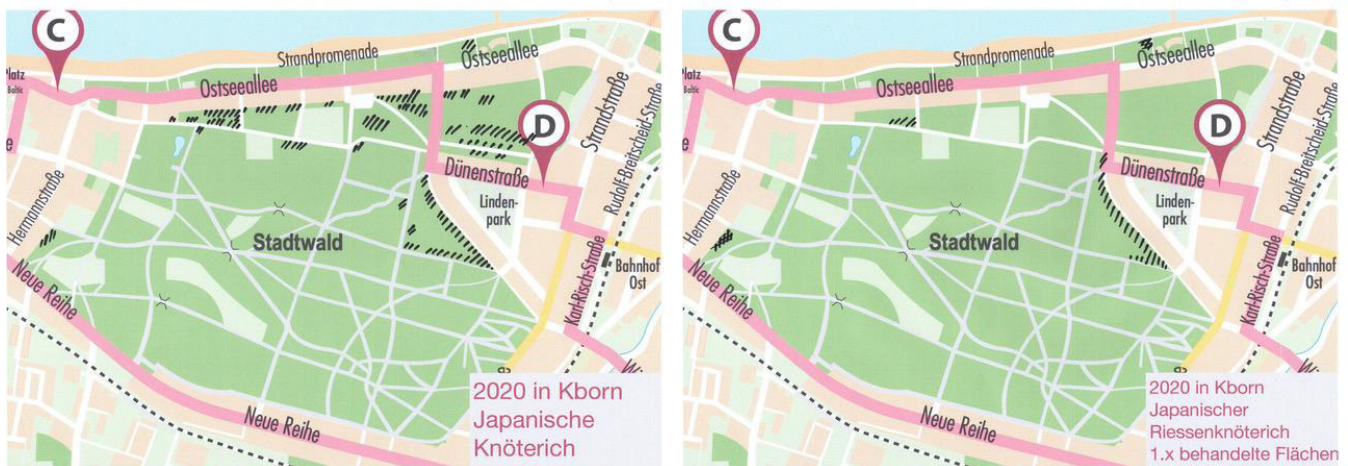 C
Platz
Baltic
Strandpromenade
Ostseeallee
Ostseeallee
D
Strandstraße
Rudolf-Breitscheid-Straße
Dünenstraße
Linden-
park
Hermannstraße
Stadtwald
Neue Reihe
Karl-Risch-Straße
Bahnhof
Ost
Neue Reihe
2020 in Kborn
Japanische
Knöterich
C
Platz
Baltic
Strandpromenade
Ostseeallee
Ostseeallee
D
Strandstraße
Rudolf-Breitscheid-Straße
Dünenstraße
Linden-
park
Hermannstraße
Stadtwald
Neue Reihe
Karl-Risch-Straße
Bahnhof
Ost
Neue Reihe
2020 in Kborn
Japanischer
Riessenknöterich
1.x behandelte Flächen